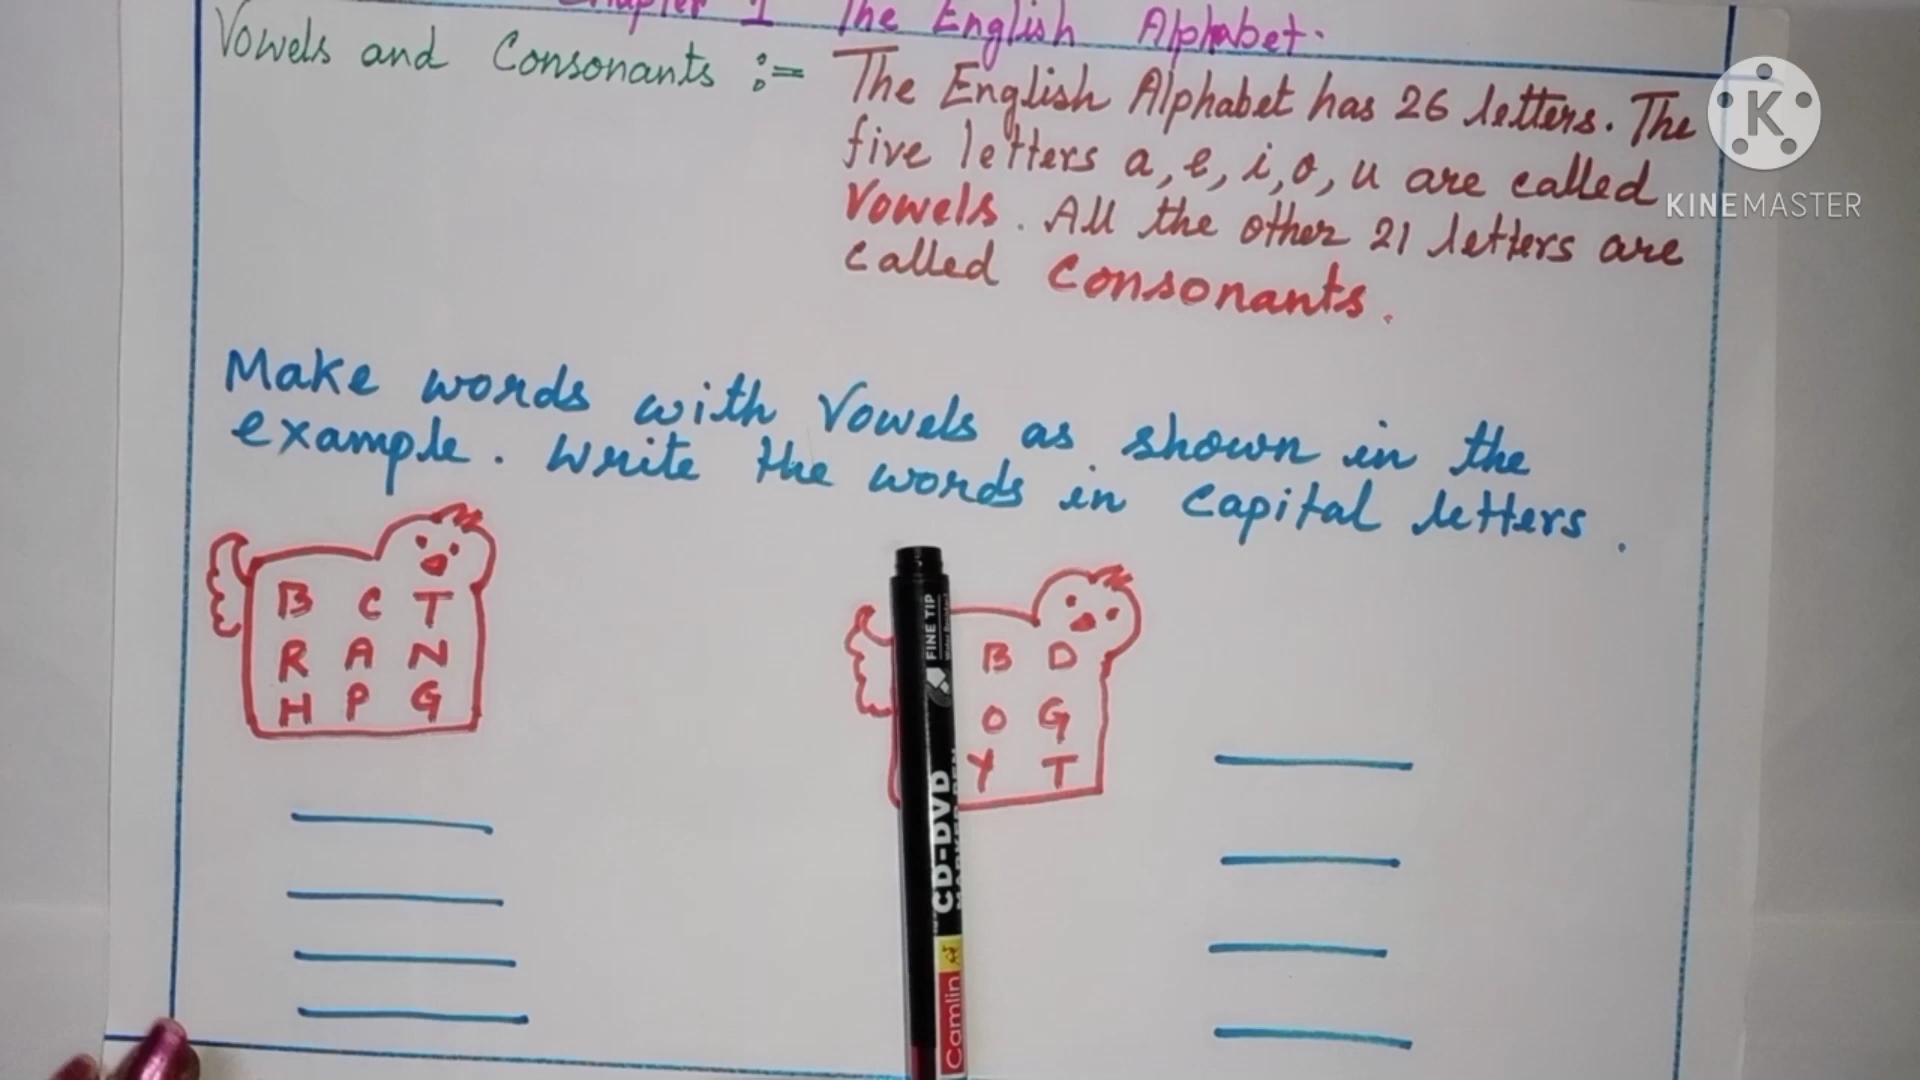 Chapter 1 The English Alphabet.
Vowels and Consonants :=
The English Alphabet has 26 letters. The
five letters a, e, i, o, u are called
Vowels. All the other 21 letters are
called Consonants.
K
KINEMASTER
Make words with Vowels as shown in the
example. Write the words in capital letters.
B C T
R A N
H P G
B D
O G
Y T
FINE TIP
CD-DVD
Camlin